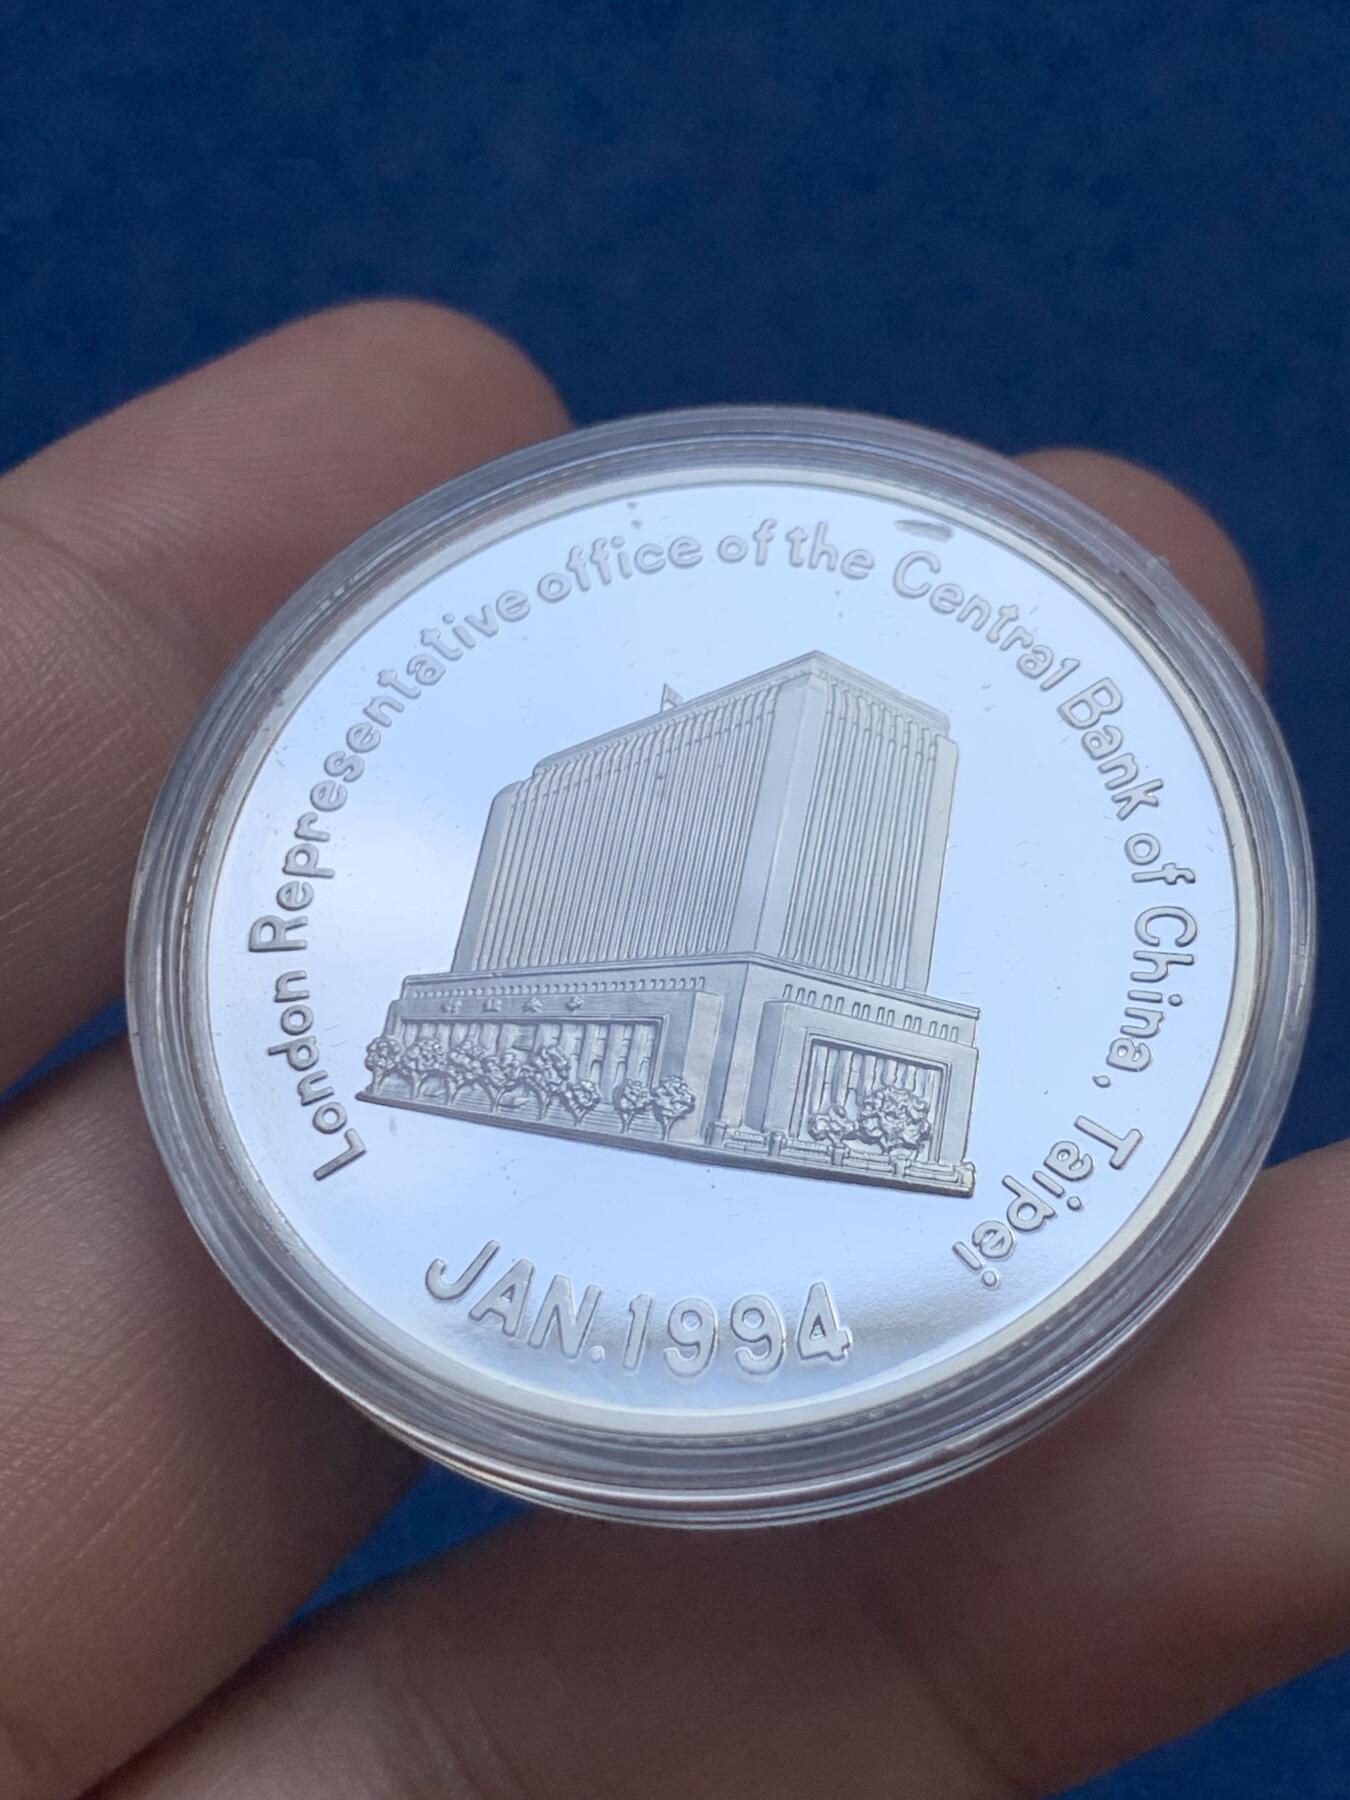 London Representative office of the Central Bank of China, Taipei
JAN.1994